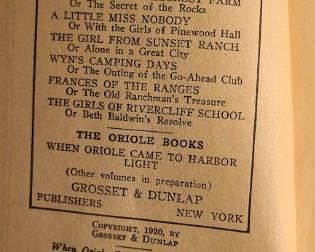 FARM
Or The Secret of the Rocks
A LITTLE MISS NOBODY
Or With the Girls of Pinewood Hall
THE GIRL FROM SUNSET RANCH
Or Alone in a Great City
WYN'S CAMPING DAYS
Or The Outing of the Go-Ahead Club
FRANCES OF THE RANGES
Or The Old Ranchman's Treasure
THE GIRLS OF RIVERCLIFF SCHOOL
Or Beth Baldwin's Resolve
THE ORIOLE BOOKS
WHEN ORIOLE CAME TO HARBOR
LIGHT
(Other volumes in preparation)
GROSSET & DUNLAP
PUBLISHERS NEW YORK
COPYRIGHT, 1920, BY
GROSSET & DUNLAP
When Oriole